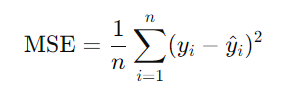 MSE = \frac{1}{n} \sum_{i=1}^{n} (y_i - \hat{y}_i)^2